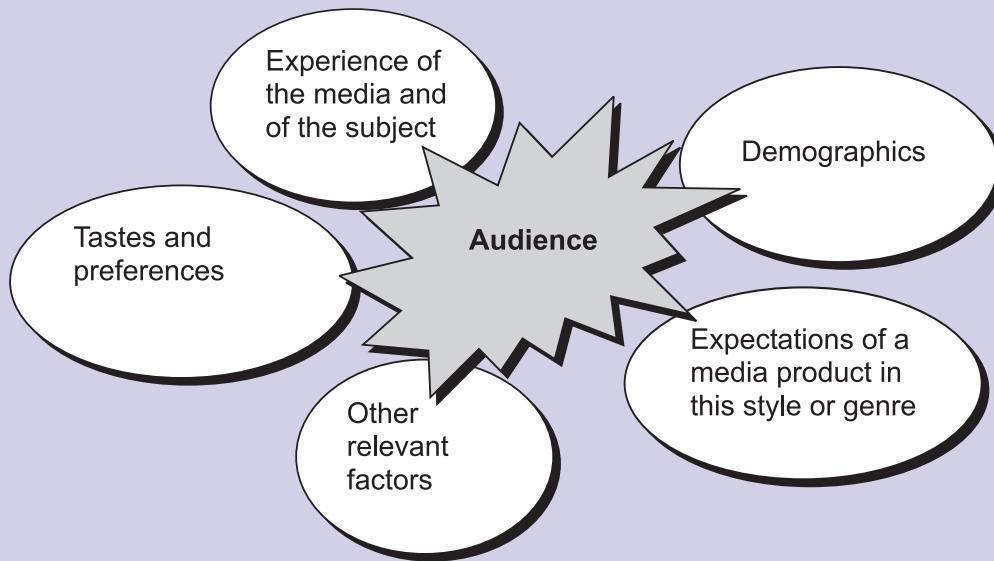 Experience of
the media and
of the subject
Demographics
Tastes and
preferences
Audience
Expectations of a
media product in
this style or genre
Other
relevant
factors